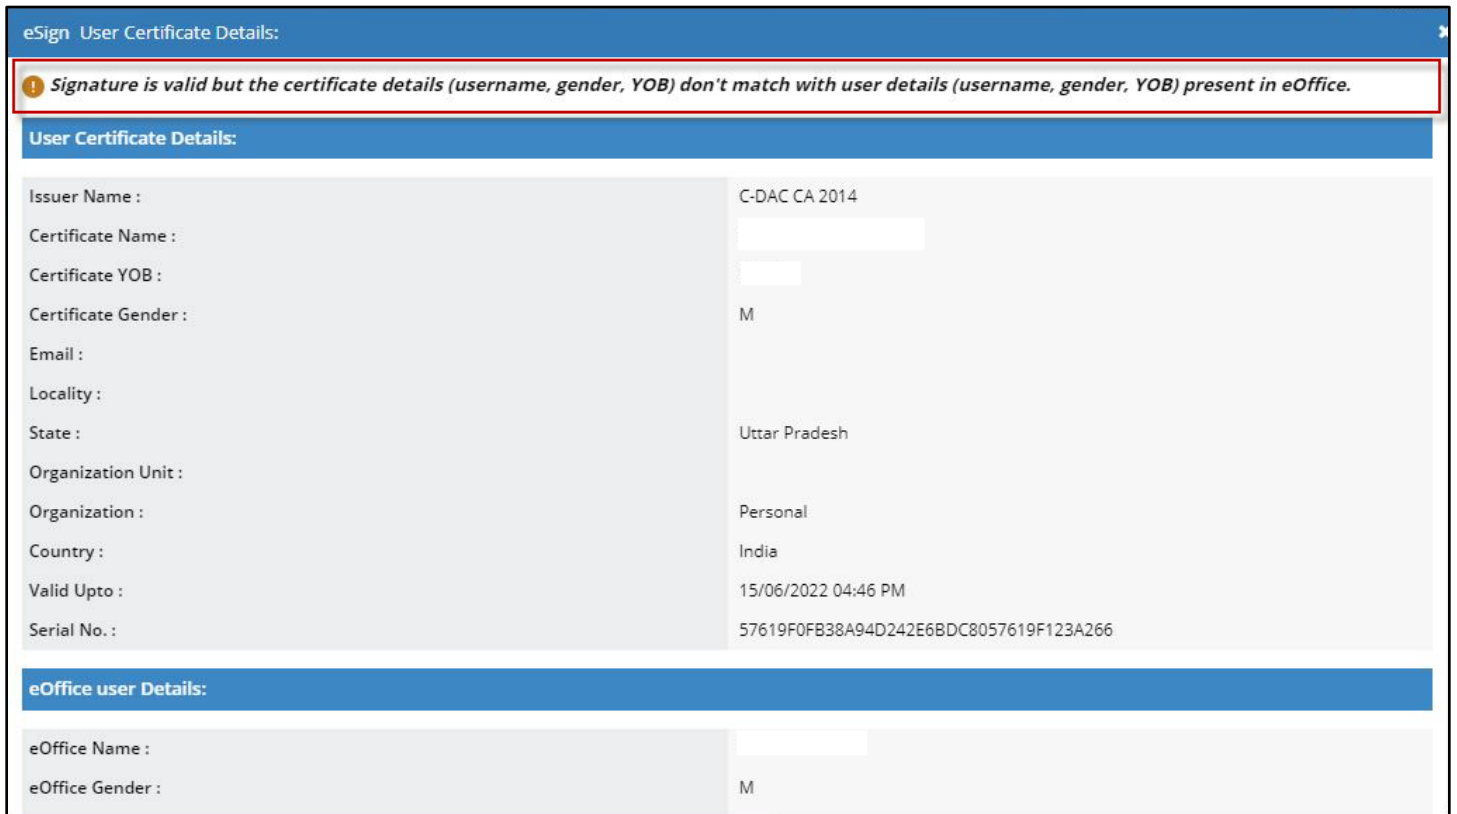 eSign User Certificate Details:
Signature is valid but the certificate details (username, gender, YOB) don't match with user details (username, gender, YOB) present in eOffice.
User Certificate Details:
Issuer Name : C-DAC CA 2014
Certificate Name :
Certificate YOB :
Certificate Gender : M
Email :
Locality :
State : Uttar Pradesh
Organization Unit :
Organization : Personal
Country : India
Valid Upto : 15/06/2022 04:46 PM
Serial No. : 57619F0FB38A94D242E6BDC8057619F123A266
eOffice user Details:
eOffice Name :
eOffice Gender : M